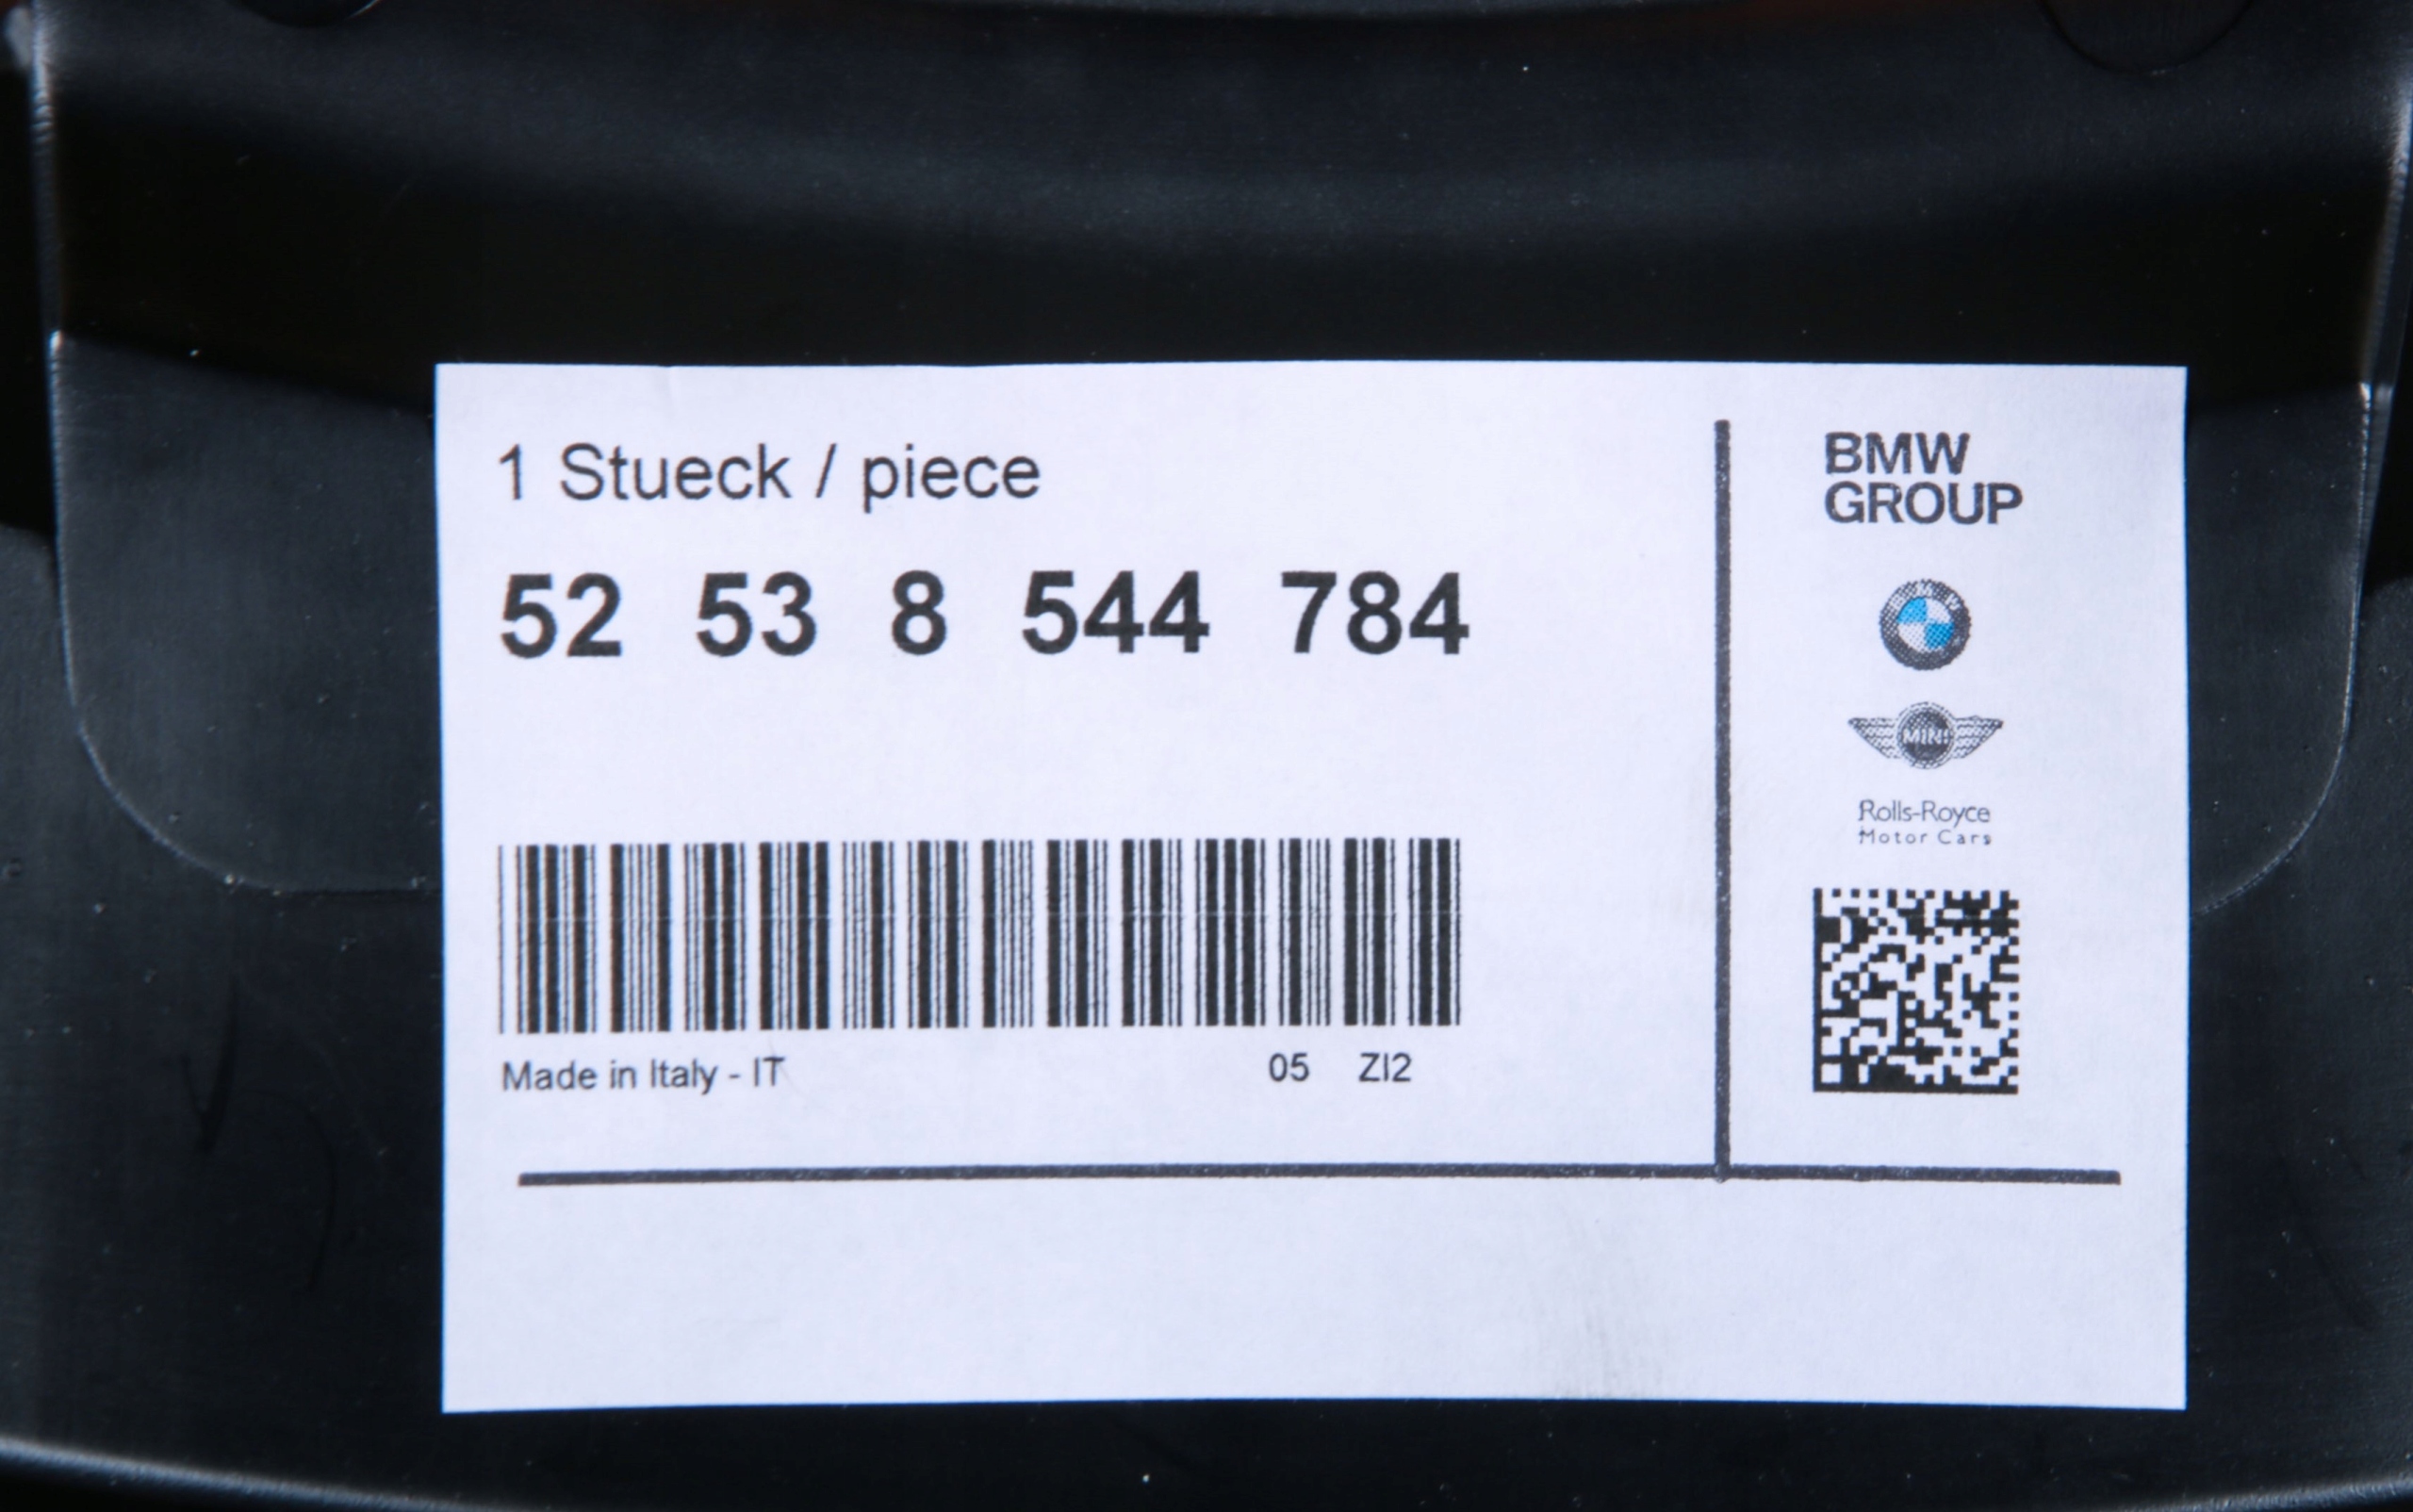 1 Stueck / piece
52 53 8 544 784
Made in Italy - IT 05 ZI2
BMW
GROUP
MINI
Rolls-Royce
Motor Cars